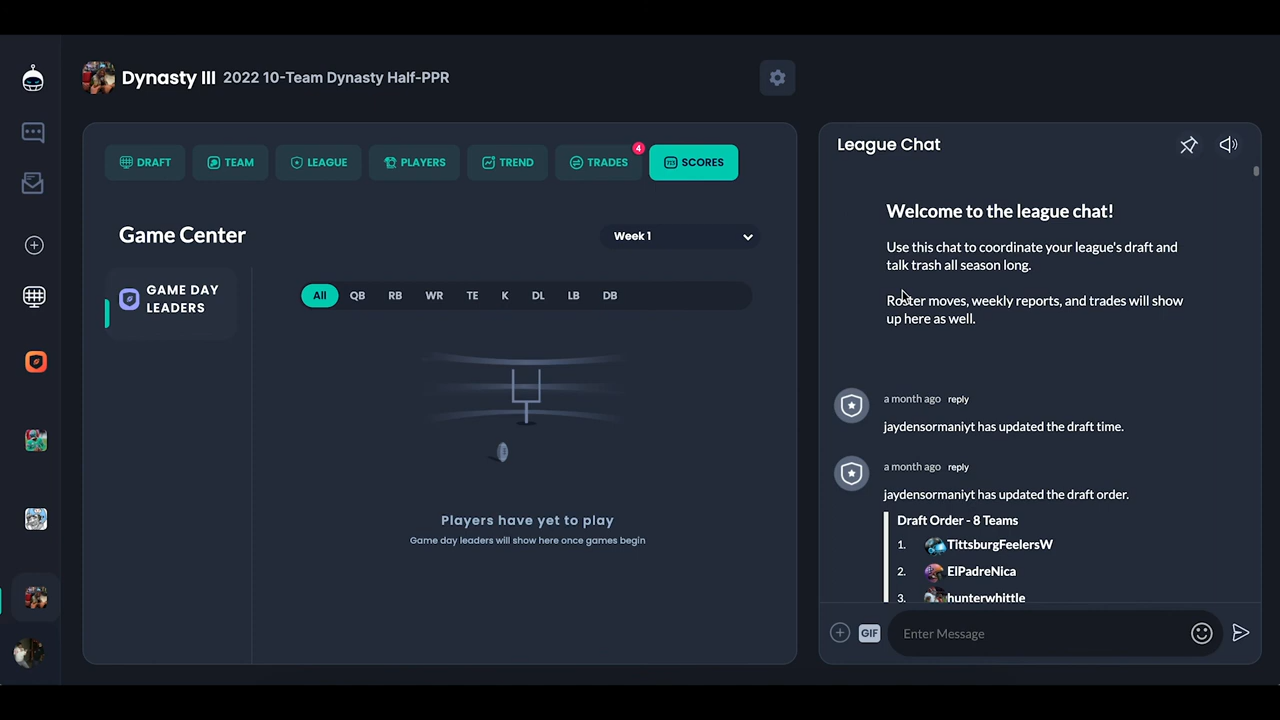 Dynasty III 2022 10-Team Dynasty Half-PPR
DRAFT TEAM LEAGUE PLAYERS TREND TRADES 4 SCORES
Game Center
Week 1
GAME DAY
LEADERS
All QB RB WR TE K DL LB DB
Players have yet to play
Game day leaders will show here once games begin
League Chat
Welcome to the league chat!
Use this chat to coordinate your league's draft and
talk trash all season long.
Roster moves, weekly reports, and trades will show
up here as well.
a month ago reply
jaydensormaniyt has updated the draft time.
a month ago reply
jaydensormaniyt has updated the draft order.
Draft Order - 8 Teams
1. TittsburgFeelersW
2. ElPadreNica
3. hunterwhittle
GIF Enter Message